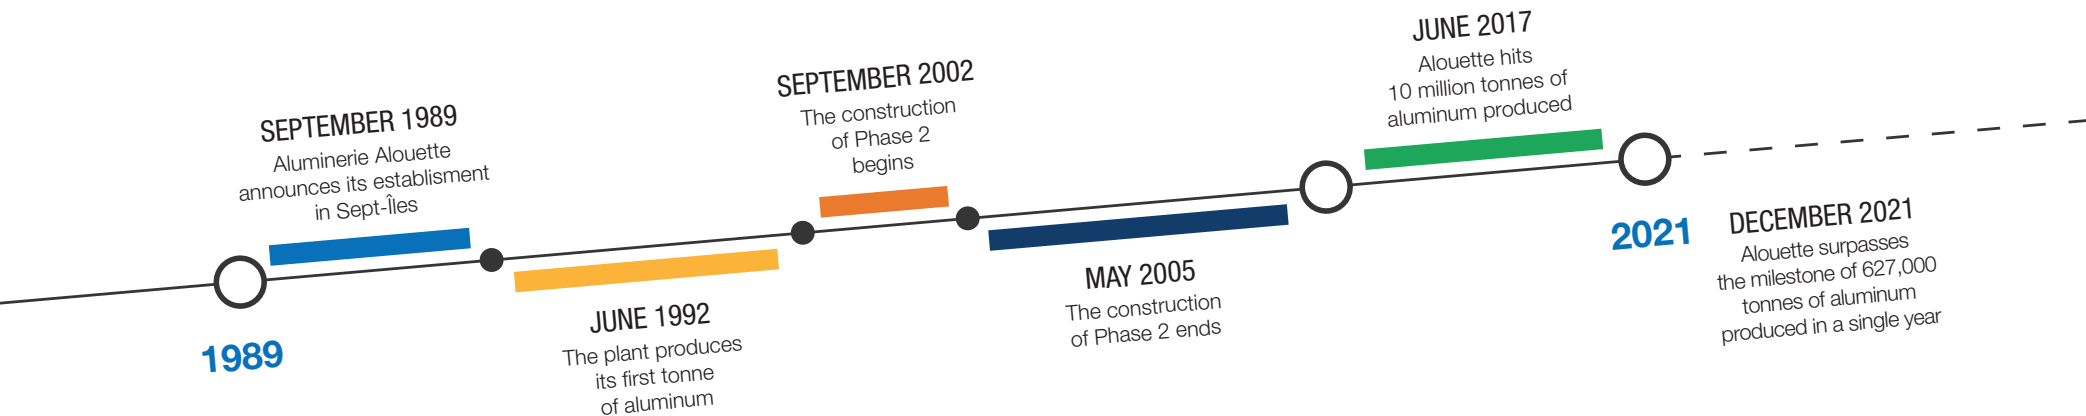 SEPTEMBER 1989
Aluminerie Alouette
announces its establisment
in Sept-Îles
1989
JUNE 1992
The plant produces
its first tonne
of aluminum
SEPTEMBER 2002
The construction
of Phase 2
begins
MAY 2005
The construction
of Phase 2 ends
JUNE 2017
Alouette hits
10 million tonnes of
aluminum produced
2021
DECEMBER 2021
Alouette surpasses
the milestone of 627,000
tonnes of aluminum
produced in a single year